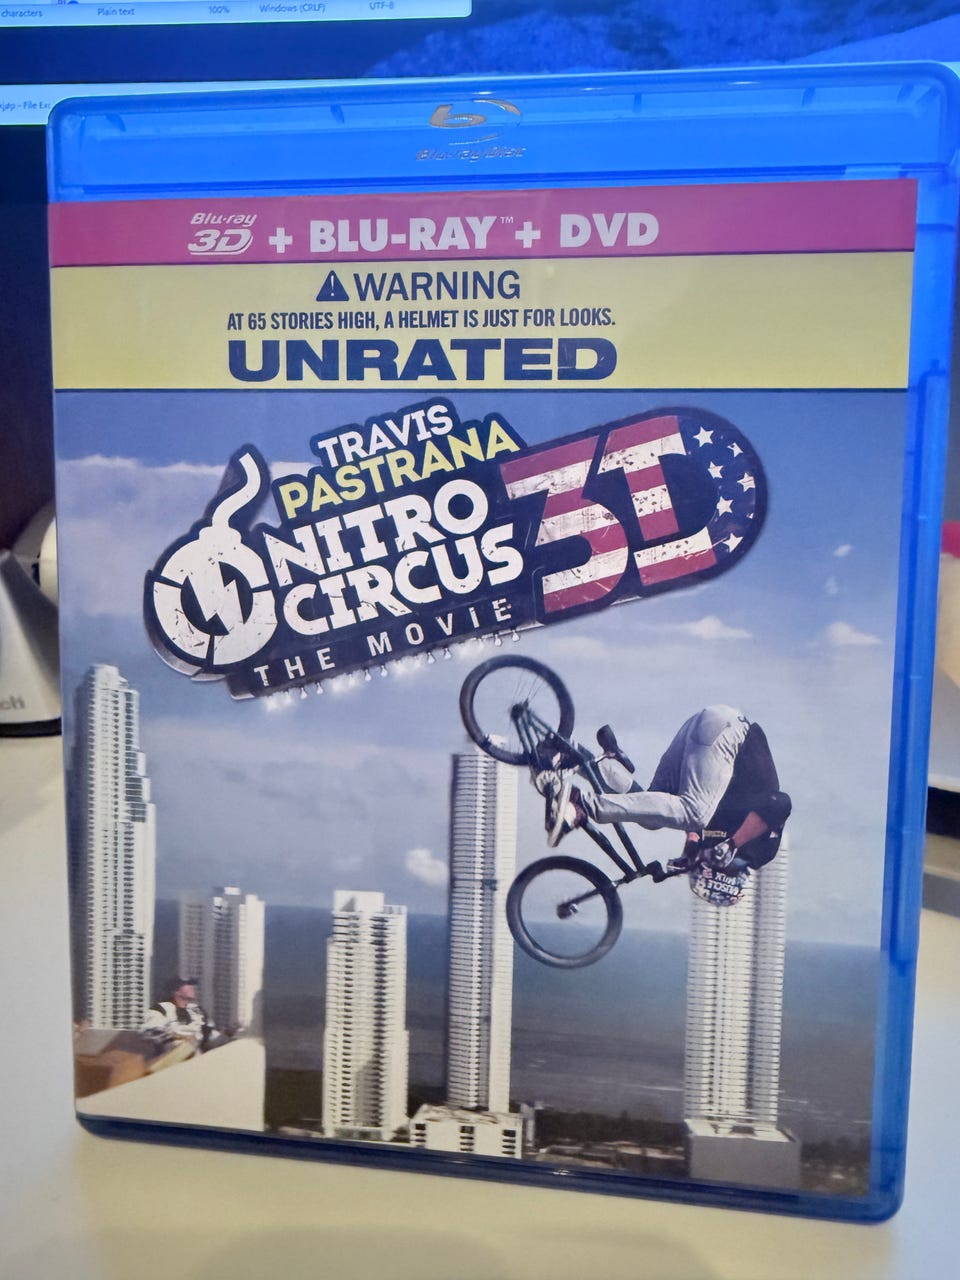 characters
Plain text
100%
Windows (CRLF)
UTF-8
Blu-ray Disc
Blu-ray 3D + BLU-RAY™ + DVD
WARNING
AT 65 STORIES HIGH, A HELMET IS JUST FOR LOOKS.
UNRATED
TRAVIS
PASTRANA
NITRO
CIRCUS
3D
THE MOVIE